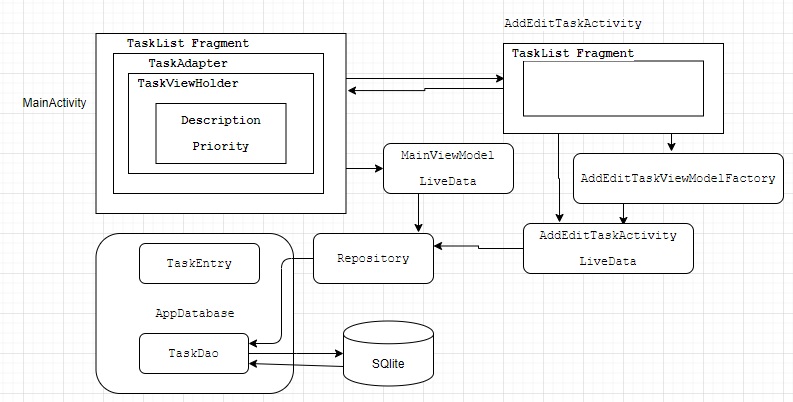 AddEditTaskActivity
TaskList Fragment
TaskList Fragment
TaskAdapter
TaskViewHolder
MainActivity
Description
Priority
MainViewModel
LiveData
AddEditTaskViewModelFactory
AddEditTaskActivity
LiveData
TaskEntry
Repository
AppDatabase
TaskDao
SQlite